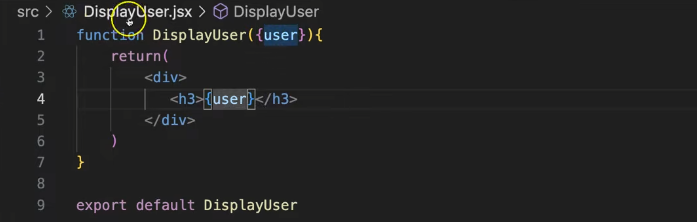 src > DisplayUser.jsx > DisplayUser
1 function DisplayUser({user}){
2     return(
3         <div>
4            <h3>{user}</h3>
5         </div>
6     )
7 }
8
9 export default DisplayUser